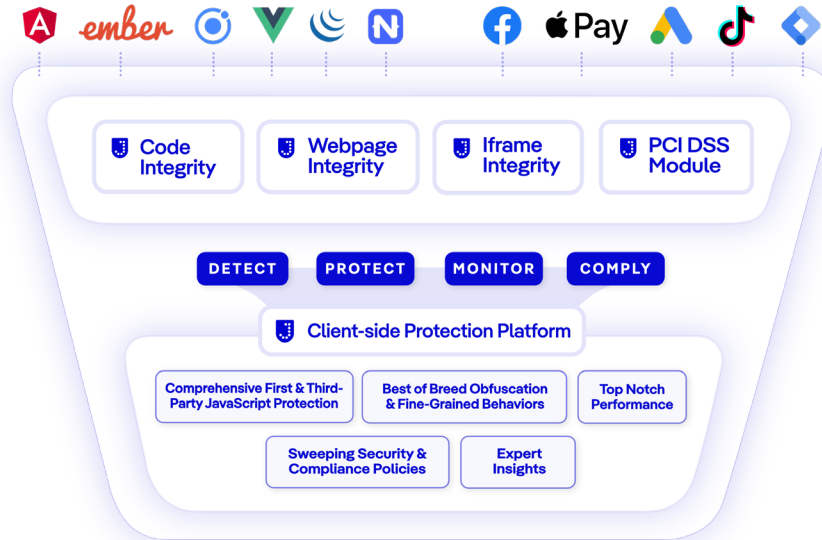 A
ember
N
f
Pay
Code
Integrity
Webpage
Integrity
Iframe
Integrity
PCI DSS
Module
DETECT
PROTECT
MONITOR
COMPLY
Client-side Protection Platform
Comprehensive First & Third-
Party JavaScript Protection
Best of Breed Obfuscation
& Fine-Grained Behaviors
Top Notch
Performance
Sweeping Security &
Compliance Policies
Expert
Insights